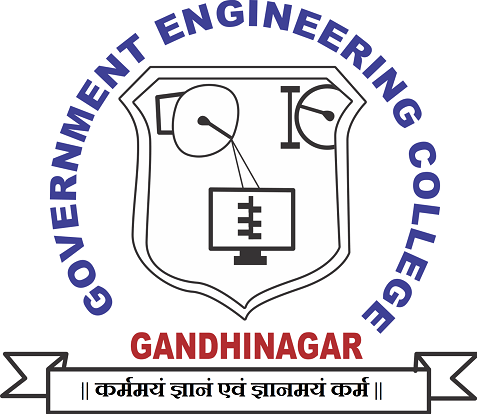 GOVERNMENT ENGINEERING COLLEGE
GANDHINAGAR
|| कर्ममयं ज्ञानं एवं ज्ञानमयं कर्म ||